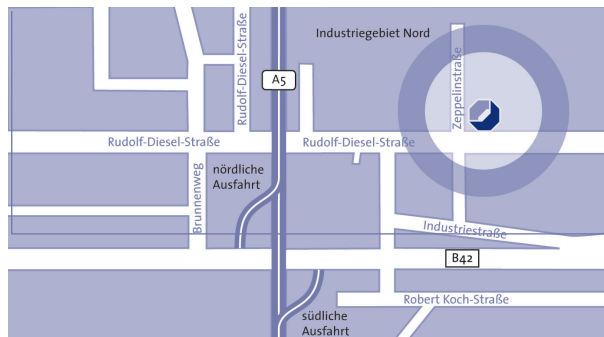 Industriegebiet Nord
Rudolf-Diesel-Straße
A5
Zeppelinstraße
Rudolf-Diesel-Straße
Rudolf-Diesel-Straße
nördliche
Ausfahrt
Brunnenweg
Industriestraße
B42
Robert Koch-Straße
südliche
Ausfahrt